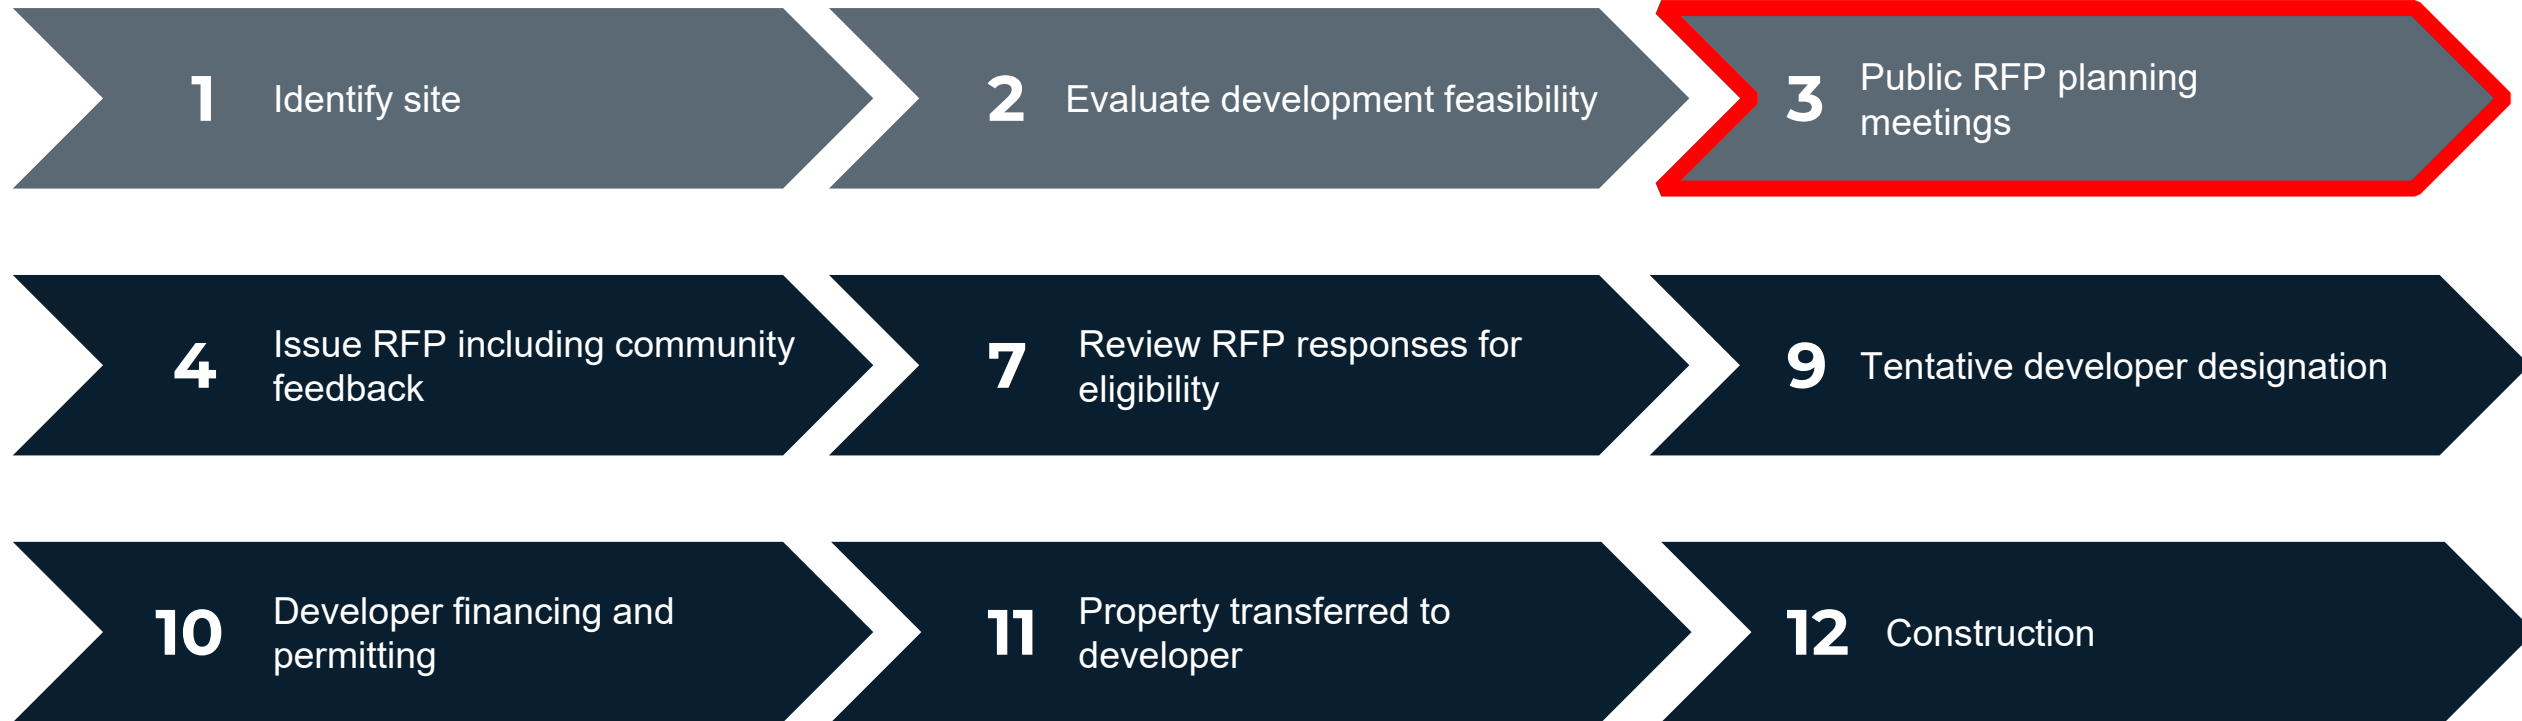 1 Identify site
2 Evaluate development feasibility
3 Public RFP planning
meetings
4 Issue RFP including community
feedback
7 Review RFP responses for
eligibility
9 Tentative developer designation
10 Developer financing and
permitting
11 Property transferred to
developer
12 Construction